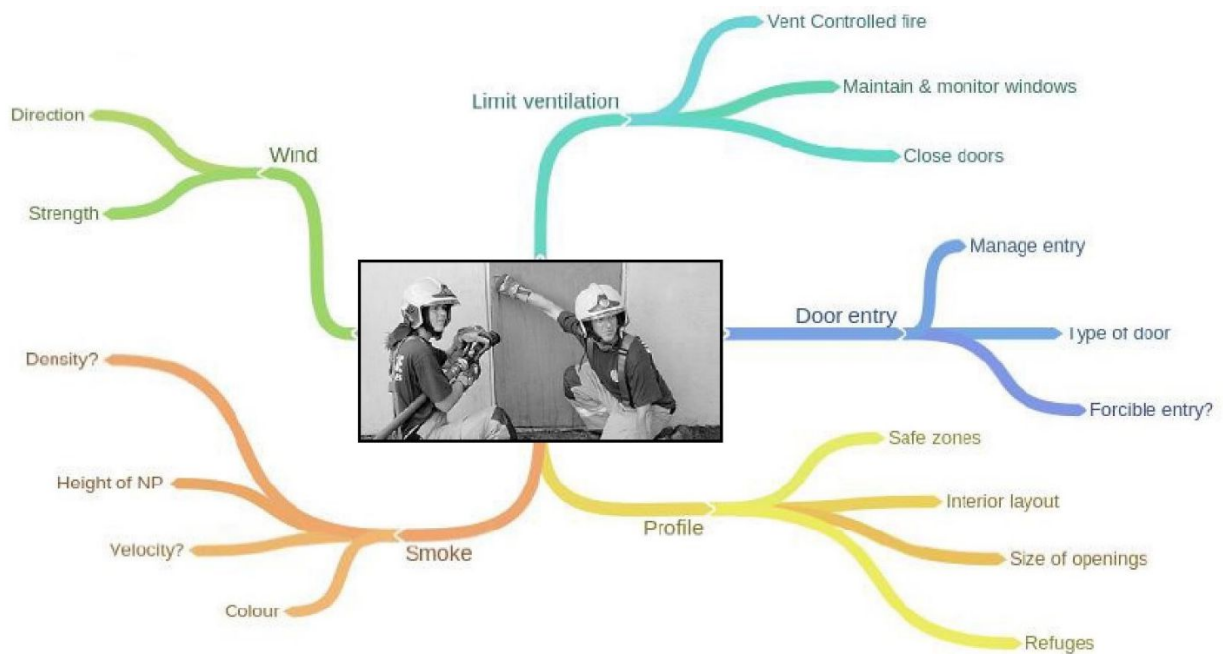 Vent Controlled fire
Limit ventilation
Maintain & monitor windows
Close doors
Direction
Wind
Strength
Manage entry
Door entry
Type of door
Forcible entry?
Density?
Height of NP
Velocity?
Colour
Smoke
Safe zones
Profile
Interior layout
Size of openings
Refuges